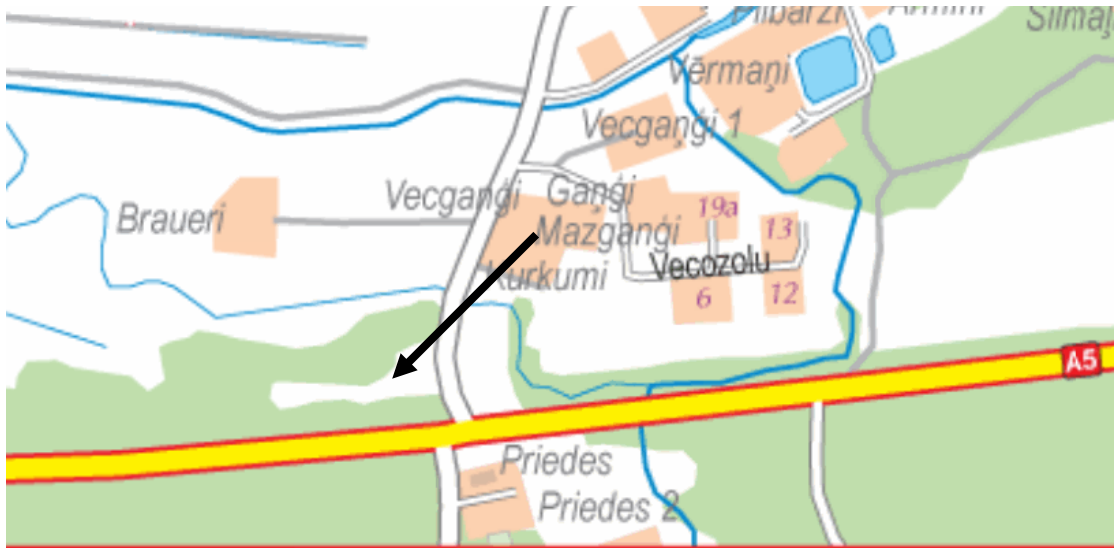 Vērmaņi
Vecgaņģi 1
Vecgaņģi
Gaņģi
Braueri
19a
13
Mazgaņģi
Vecozolu
Kurkumi
6
12
A5
Priedes
Priedes 2